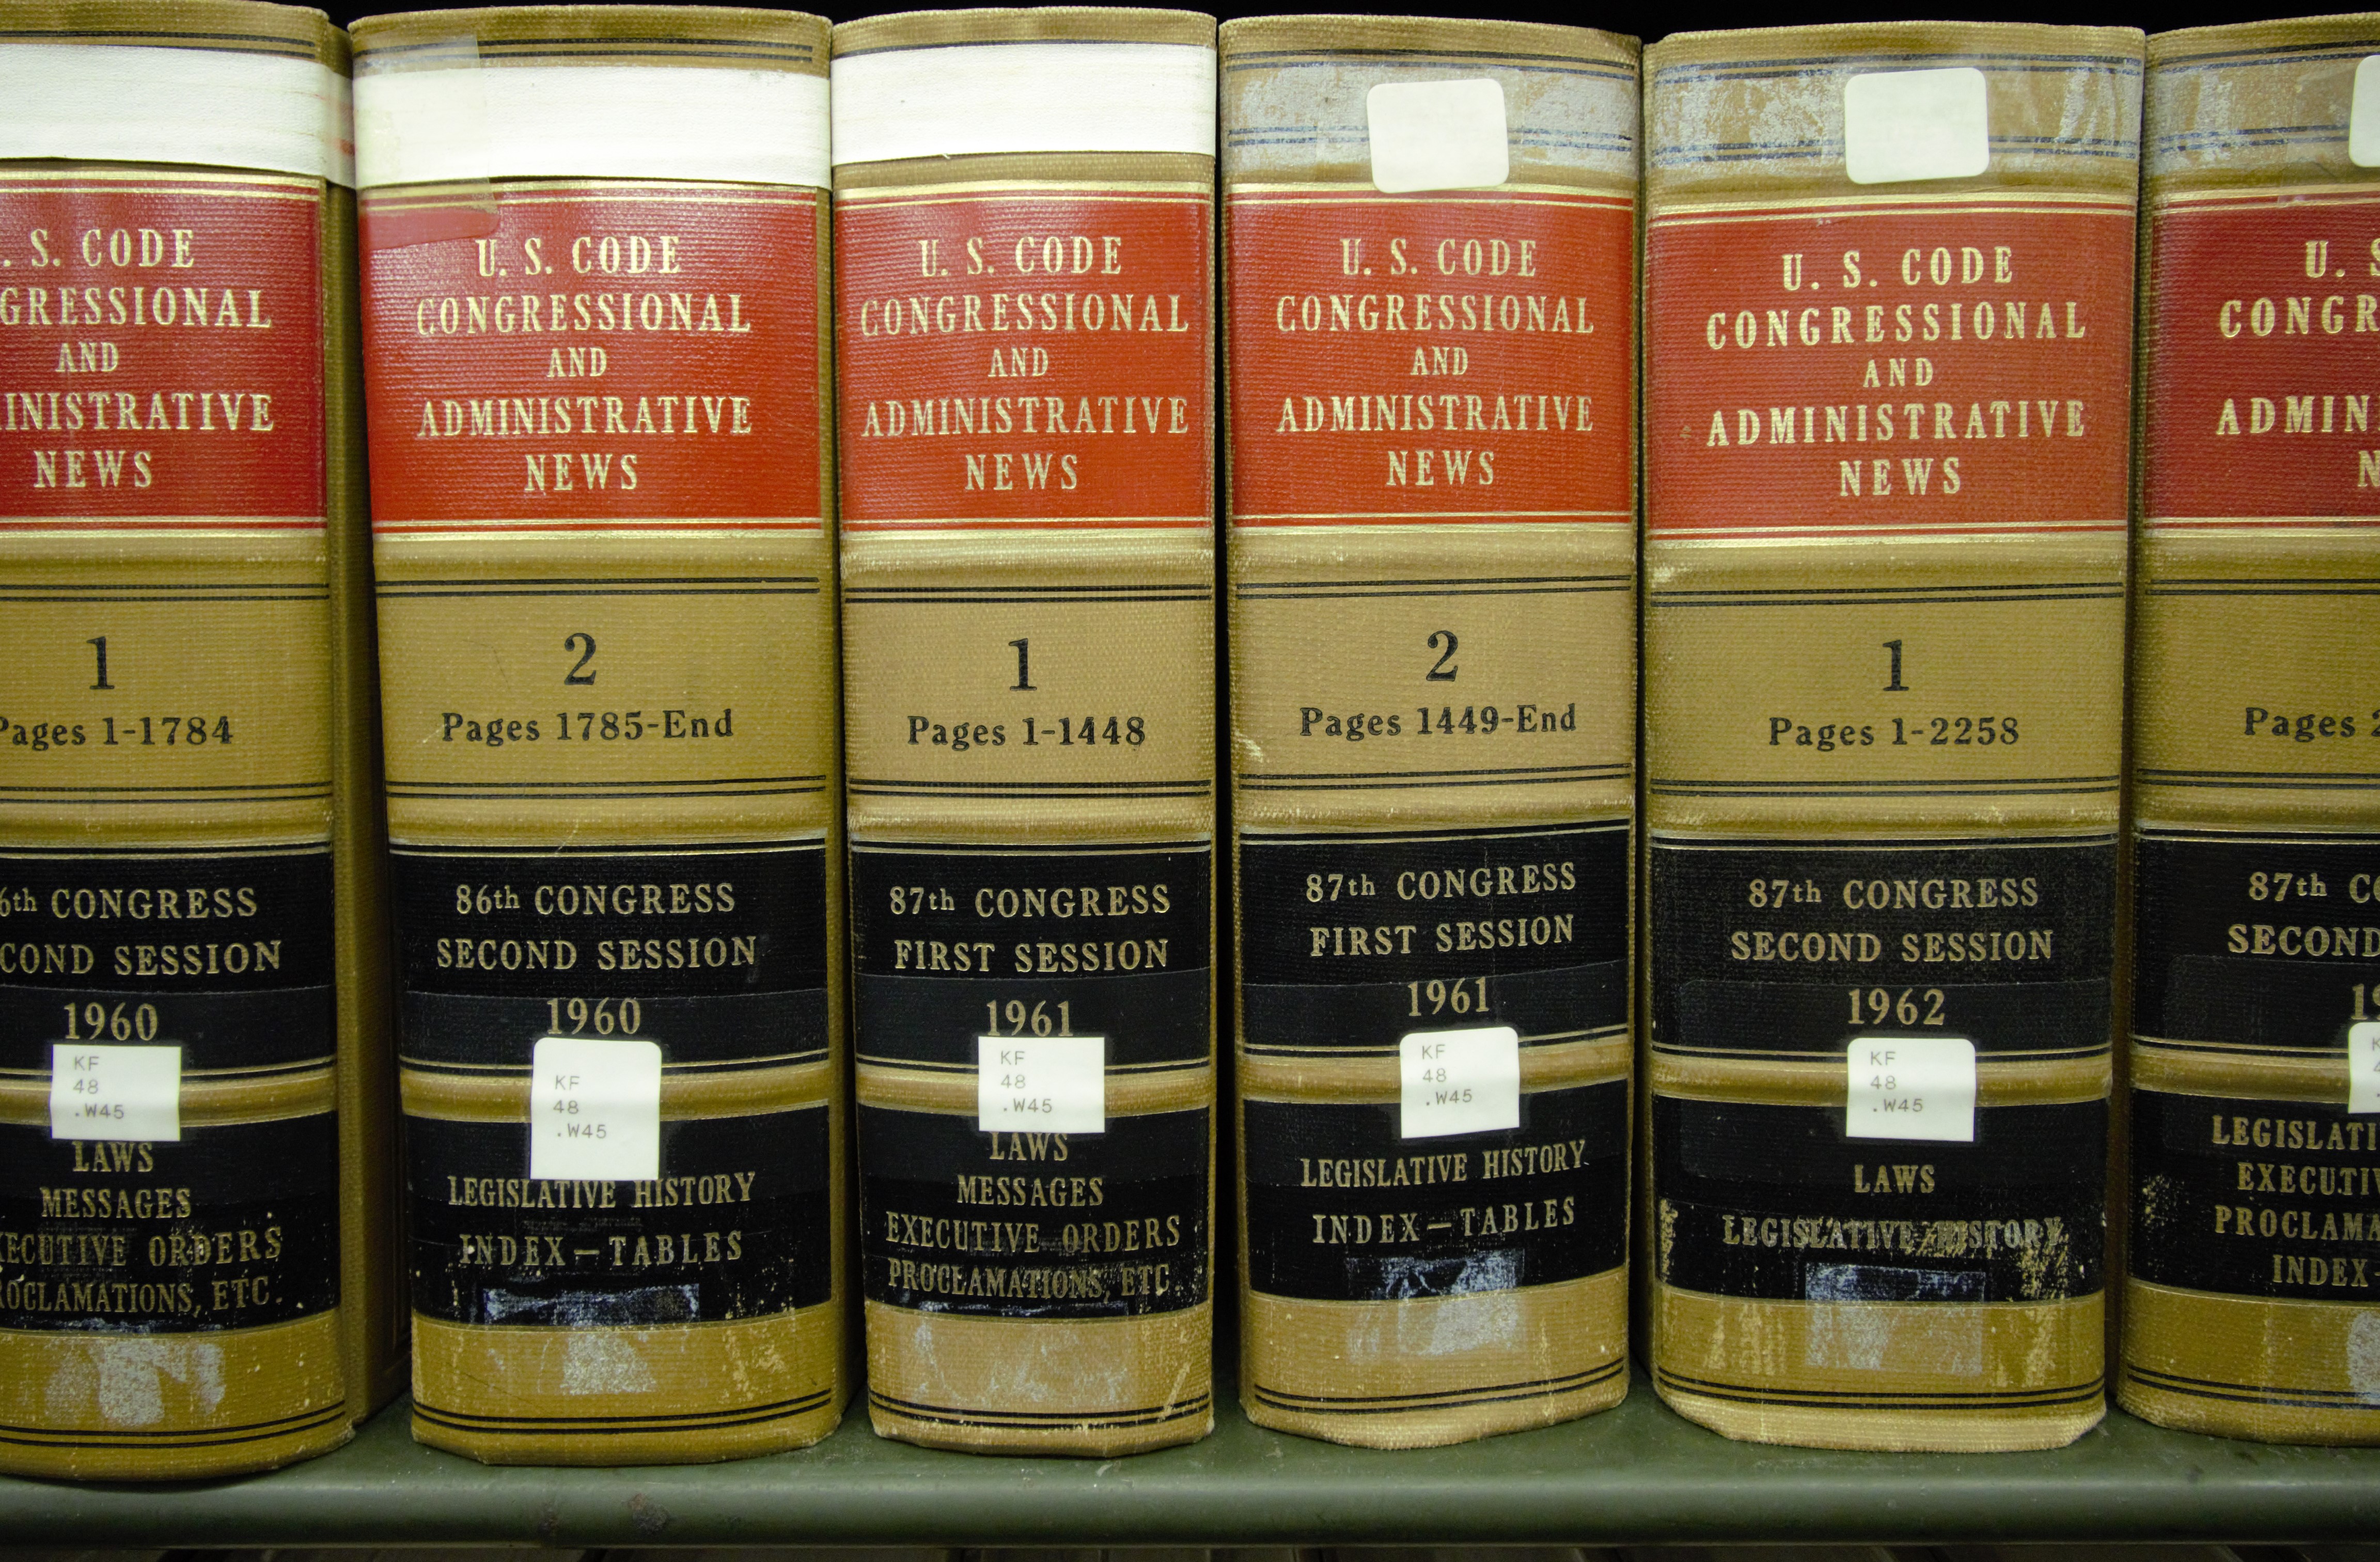 . S. CODE
GRESSIONAL
AND
INISTRATIVE
NEWS
1
Pages 1-1784
6th CONGRESS
COND SESSION
1960
KF
48
.W45
LAWS
MESSAGES
ECUTIVE ORDERS
OCLAMATIONS, ETC.
U. S. CODE
CONGRESSIONAL
AND
ADMINISTRATIVE
NEWS
2
Pages 1785-End
86th CONGRESS
SECOND SESSION
1960
KF
48
.W45
LEGISLATIVE HISTORY
INDEX—TABLES
U. S. CODE
CONGRESSIONAL
AND
ADMINISTRATIVE
NEWS
1
Pages 1-1448
87th CONGRESS
FIRST SESSION
1961
KF
48
.W45
LAWS
MESSAGES
EXECUTIVE ORDERS
PROCLAMATIONS, ETC
U. S. CODE
CONGRESSIONAL
AND
ADMINISTRATIVE
NEWS
2
Pages 1449-End
87th CONGRESS
FIRST SESSION
1961
KF
48
.W45
LEGISLATIVE HISTORY
INDEX—TABLES
U. S. CODE
CONGRESSIONAL
AND
ADMINISTRATIVE
NEWS
1
Pages 1-2258
87th CONGRESS
SECOND SESSION
1962
KF
48
.W45
LAWS
LEGISLATIVE HISTORY
U. S
CONGR
ADMIN
N
Pages 2
87th CO
SECOND
1
K
4
LEGISLATI
EXECUTIV
PROCLAMA
INDEX-